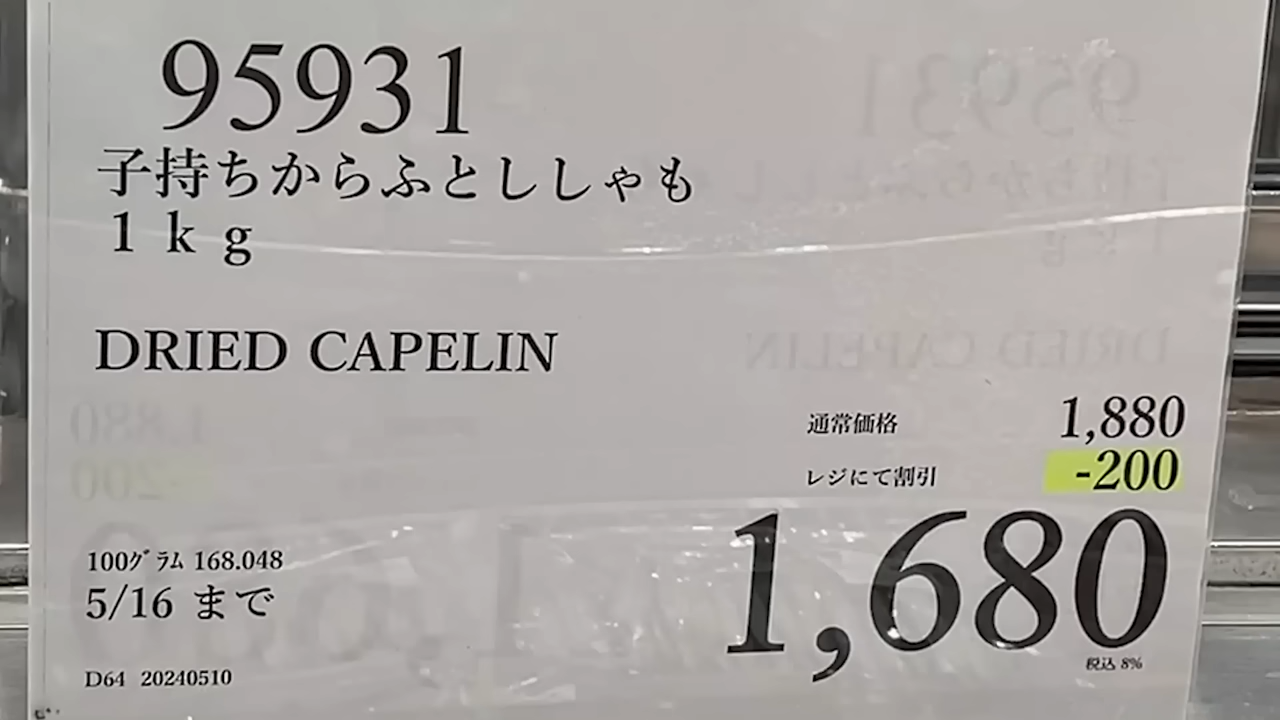 95931
子持ちからふとししゃも
1kg
DRIED CAPELIN
通常価格 1,880
レジにて割引 -200
1,680
税込 8%
100ｸﾞﾗﾑ 168.048
5/16 まで
D64 20240510